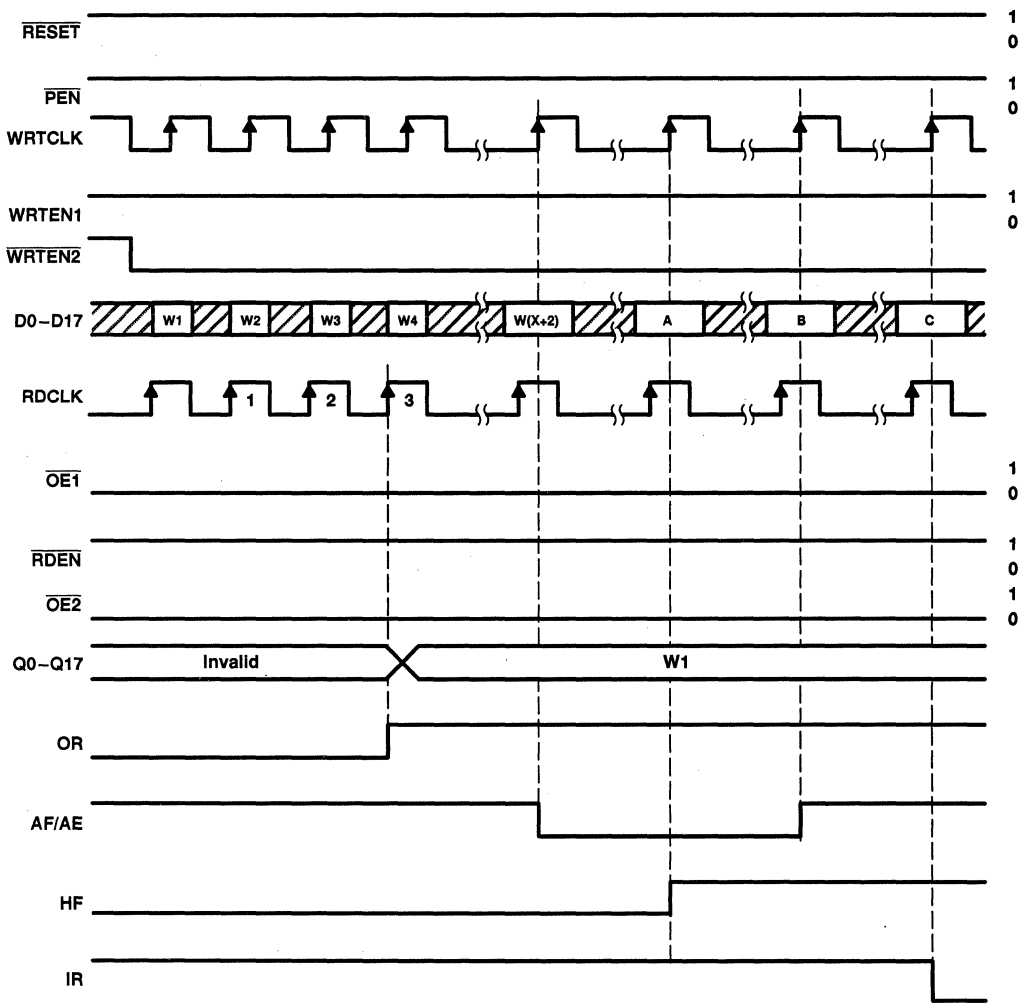 RESET 1
0
PEN 1
0
WRTCLK
WRTEN1 1
0
WRTEN2
D0–D17 W1 W2 W3 W4 W(X+2) A B C
RDCLK 1 2 3
OE1 1
0
RDEN 1
0
OE2 1
0
Q0–Q17 Invalid W1
OR
AF/AE
HF
IR